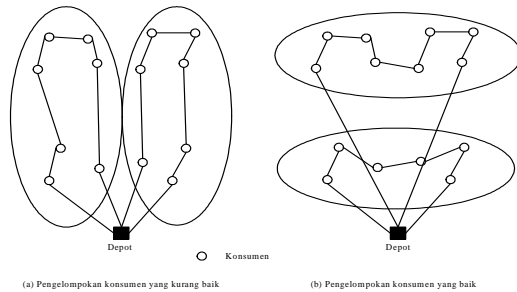 Depot
Depot
Konsumen
(a) Pengelompokan konsumen yang kurang baik
(b) Pengelompokan konsumen yang baik